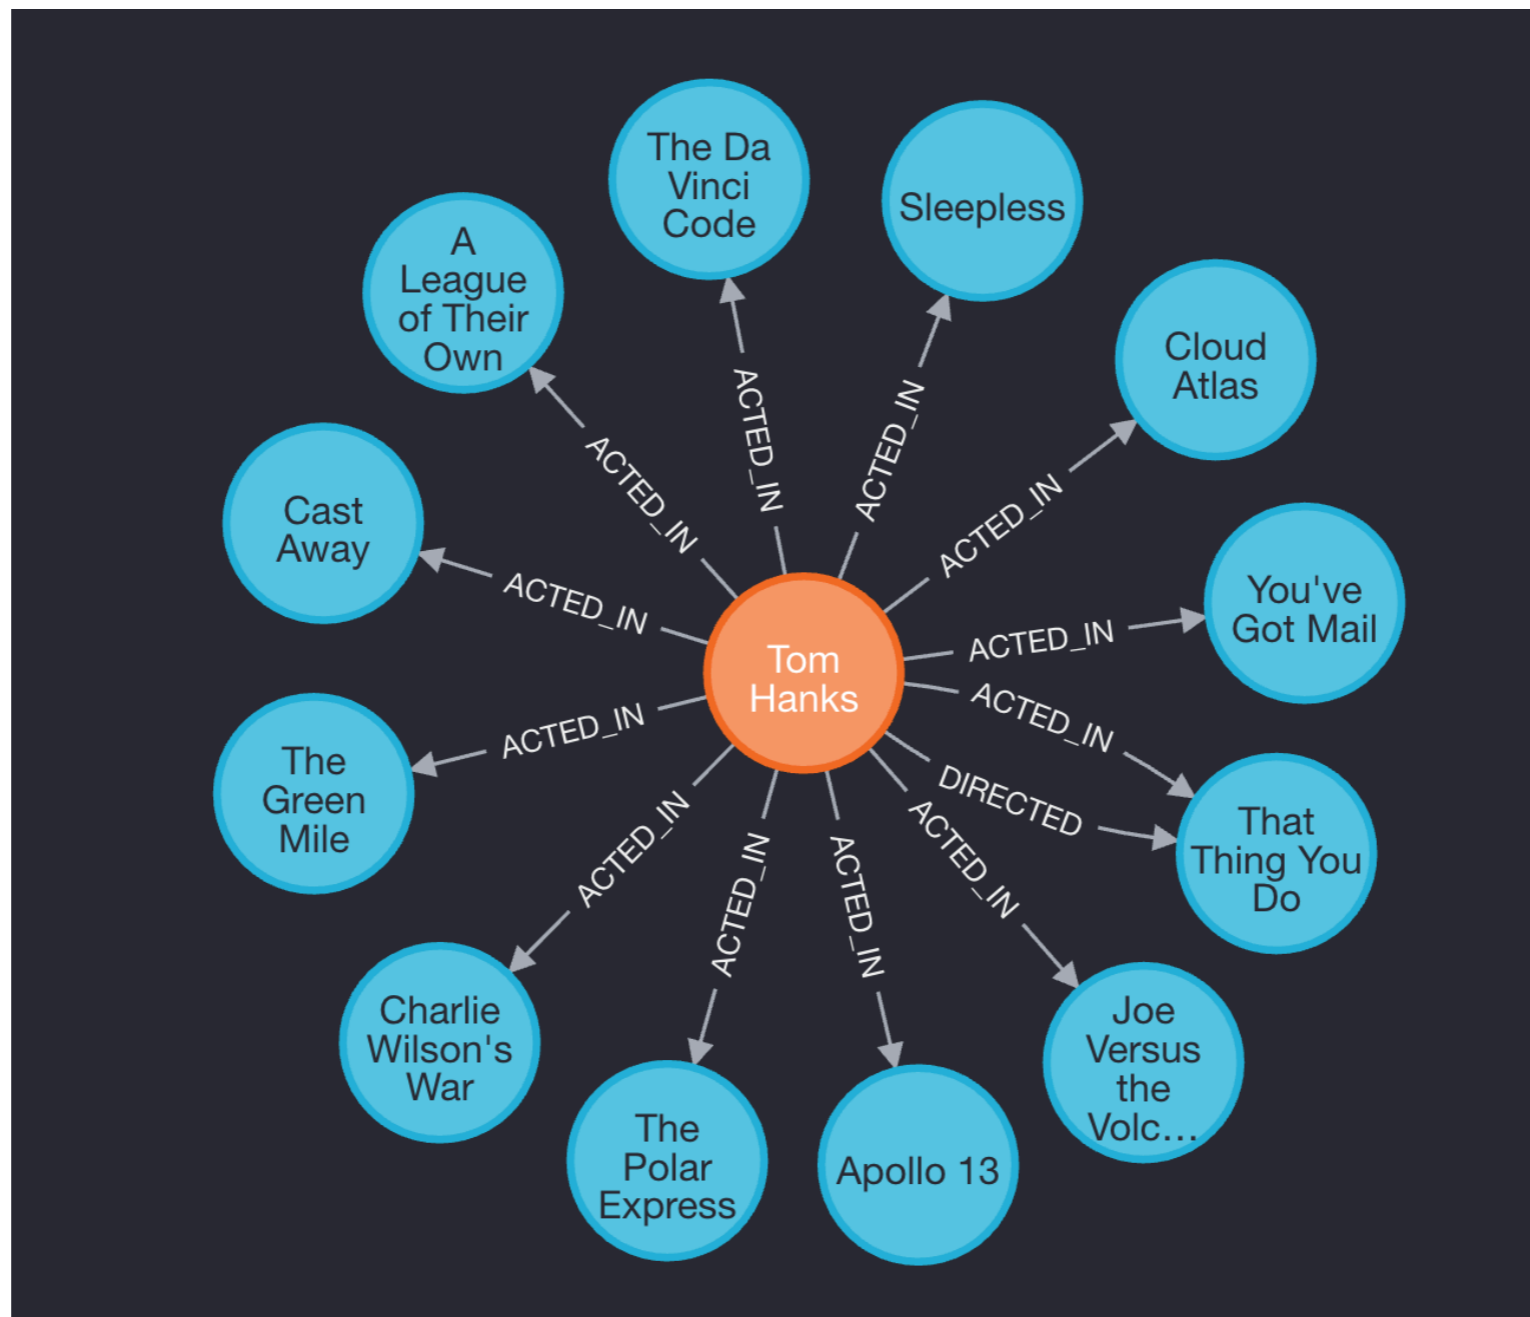 The Da
Vinci
Code
Sleepless
A
League
of Their
Own
Cloud
Atlas
ACTED_IN
ACTED_IN
ACTED_IN
ACTED_IN
Cast
Away
ACTED_IN
You've
Got Mail
ACTED_IN
Tom
Hanks
ACTED_IN
ACTED_IN
The
Green
Mile
DIRECTED
That
Thing You
Do
ACTED_IN
ACTED_IN
ACTED_IN
ACTED_IN
Charlie
Wilson's
War
Joe
Versus
the
Volc...
The
Polar
Express
Apollo 13